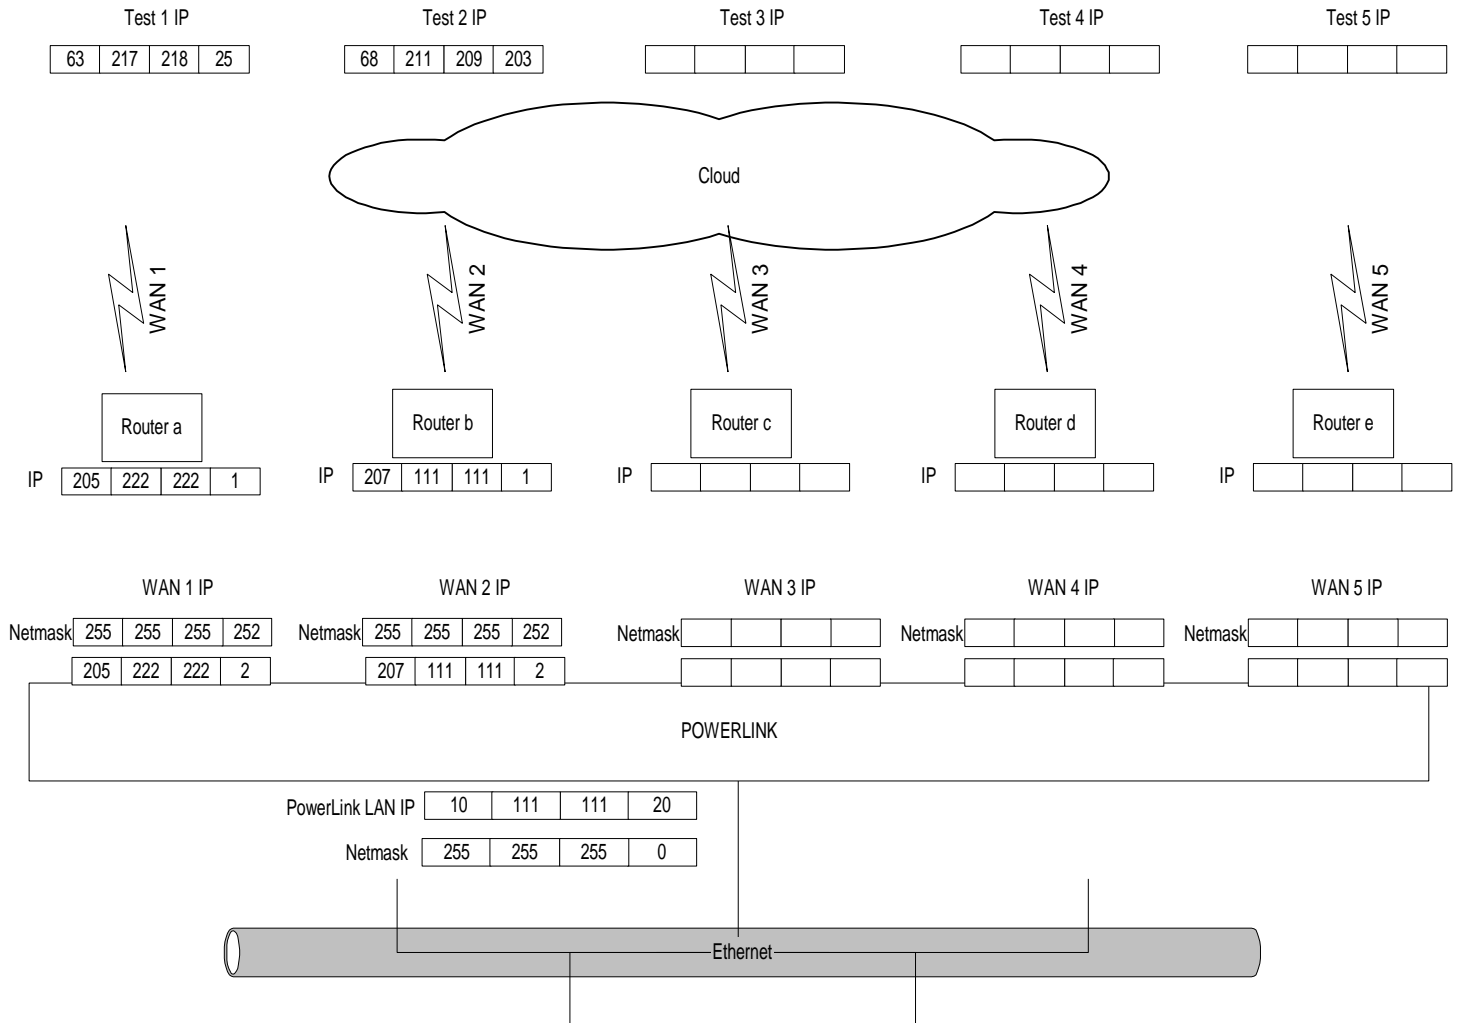 Test 1 IP Test 2 IP Test 3 IP Test 4 IP Test 5 IP
63 217 218 25 68 211 209 203
Cloud
WAN 1 WAN 2 WAN 3 WAN 4 WAN 5
Router a Router b Router c Router d Router e
IP 205 222 222 1 IP 207 111 111 1 IP IP IP
WAN 1 IP WAN 2 IP WAN 3 IP WAN 4 IP WAN 5 IP
Netmask 255 255 255 252 Netmask 255 255 255 252 Netmask Netmask Netmask
205 222 222 2 207 111 111 2
POWERLINK
PowerLink LAN IP 10 111 111 20
Netmask 255 255 255 0
Ethernet